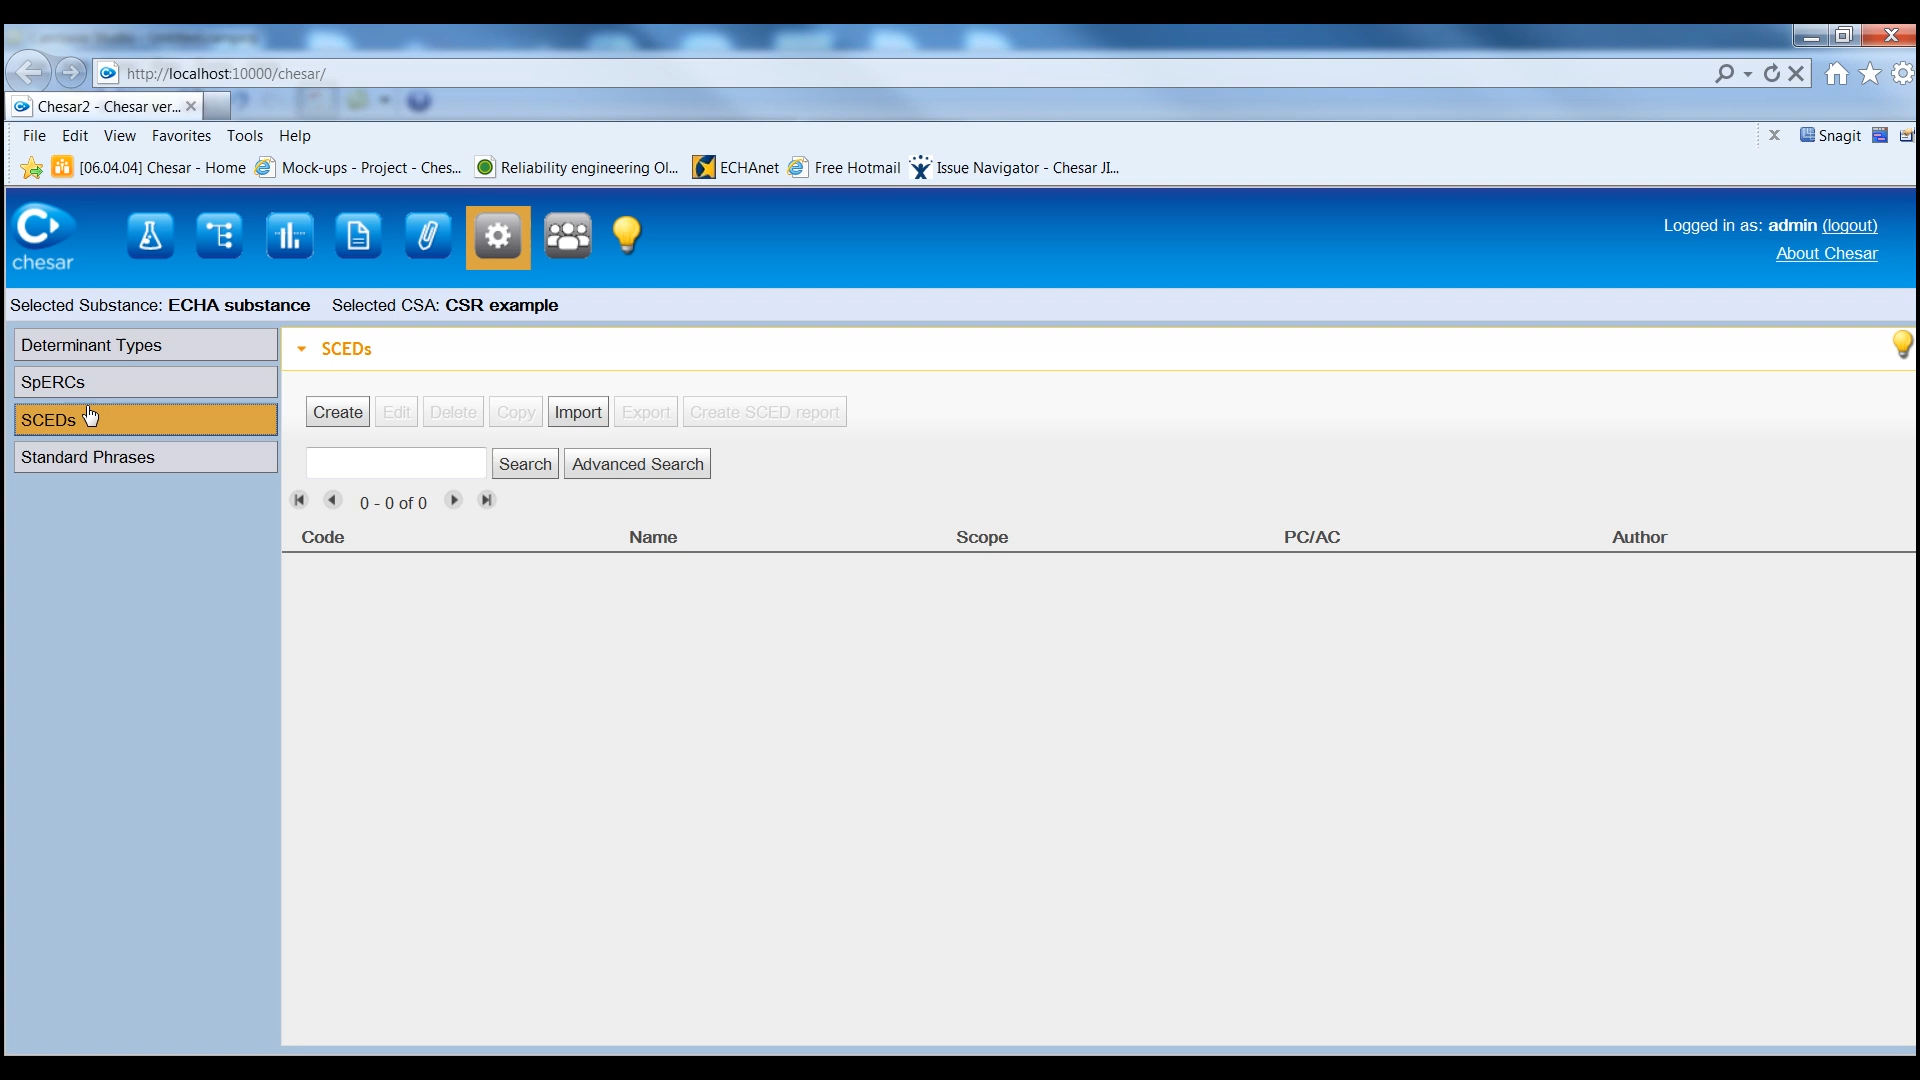 http://localhost:10000/chesar/
Chesar2 - Chesar ver...
File Edit View Favorites Tools Help
Snagit
[06.04.04] Chesar - Home Mock-ups - Project - Ches... Reliability engineering Ol... ECHAnet Free Hotmail Issue Navigator - Chesar JI...
chesar
Logged in as: admin (logout)
About Chesar
Selected Substance: ECHA substance Selected CSA: CSR example
Determinant Types
SpERCs
SCEDs
Standard Phrases
SCEDs
Create Edit Delete Copy Import Export Create SCED report
Search Advanced Search
0 - 0 of 0
Code Name Scope PC/AC Author